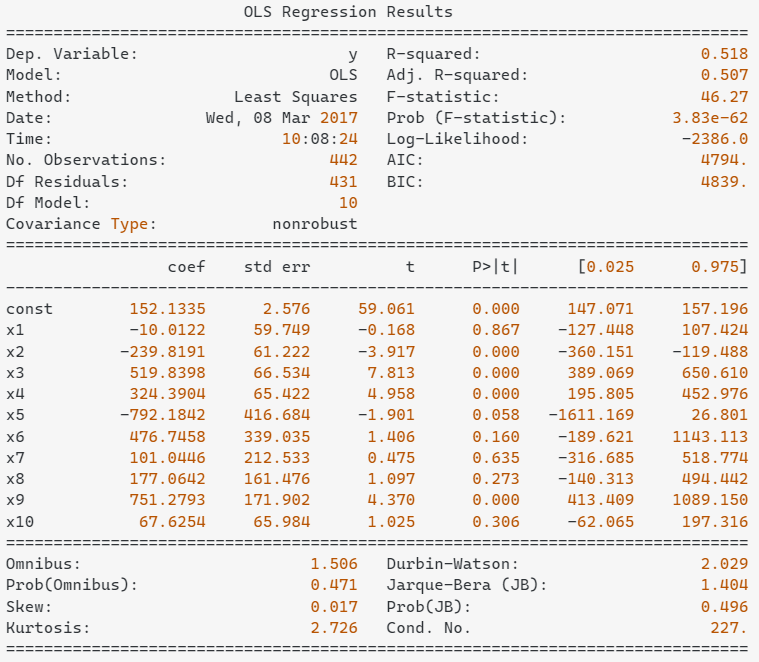 OLS Regression Results
==============================================================================
Dep. Variable:                      y   R-squared:                       0.518
Model:                            OLS   Adj. R-squared:                  0.507
Method:                 Least Squares   F-statistic:                     46.27
Date:                Wed, 08 Mar 2017   Prob (F-statistic):           3.83e-62
Time:                        10:08:24   Log-Likelihood:                -2386.0
No. Observations:                 442   AIC:                             4794.
Df Residuals:                     431   BIC:                             4839.
Df Model:                          10
Covariance Type:            nonrobust
==============================================================================
                 coef    std err          t      P>|t|      [0.025      0.975]
------------------------------------------------------------------------------
const        152.1335      2.576     59.061      0.000     147.071     157.196
x1           -10.0122     59.749     -0.168      0.867    -127.448     107.424
x2          -239.8191     61.222     -3.917      0.000    -360.151    -119.488
x3           519.8398     66.534      7.813      0.000     389.069     650.610
x4           324.3904     65.422      4.958      0.000     195.805     452.976
x5          -792.1842    416.684     -1.901      0.058   -1611.169      26.801
x6           476.7458    339.035      1.406      0.160    -189.621    1143.113
x7           101.0446    212.533      0.475      0.635    -316.685     518.774
x8           177.0642    161.476      1.097      0.273    -140.313     494.442
x9           751.2793    171.902      4.370      0.000     413.409    1089.150
x10           67.6254     65.984      1.025      0.306     -62.065     197.316
==============================================================================
Omnibus:                        1.506   Durbin-Watson:                   2.029
Prob(Omnibus):                  0.471   Jarque-Bera (JB):                1.404
Skew:                           0.017   Prob(JB):                        0.496
Kurtosis:                       2.726   Cond. No.                         227.
==============================================================================